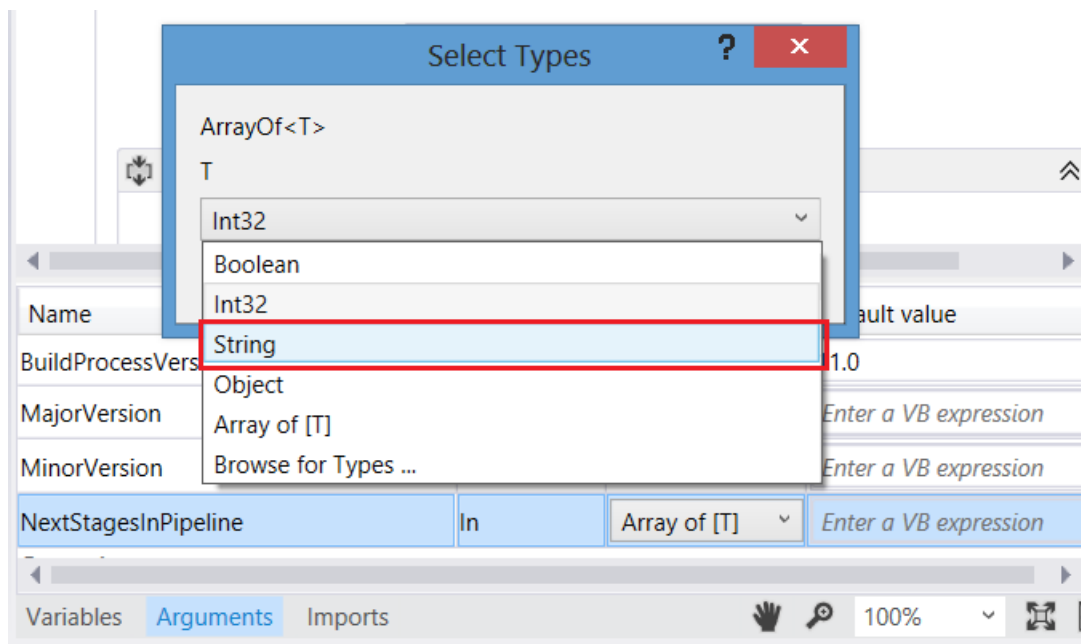 Select Types ?
ArrayOf<T>
T
Int32
Boolean
Int32
String
Object
Array of [T]
Browse for Types ...
Name ault value
BuildProcessVers 1.0
MajorVersion Enter a VB expression
MinorVersion Enter a VB expression
NextStagesInPipeline In Array of [T] Enter a VB expression
Variables Arguments Imports 100%